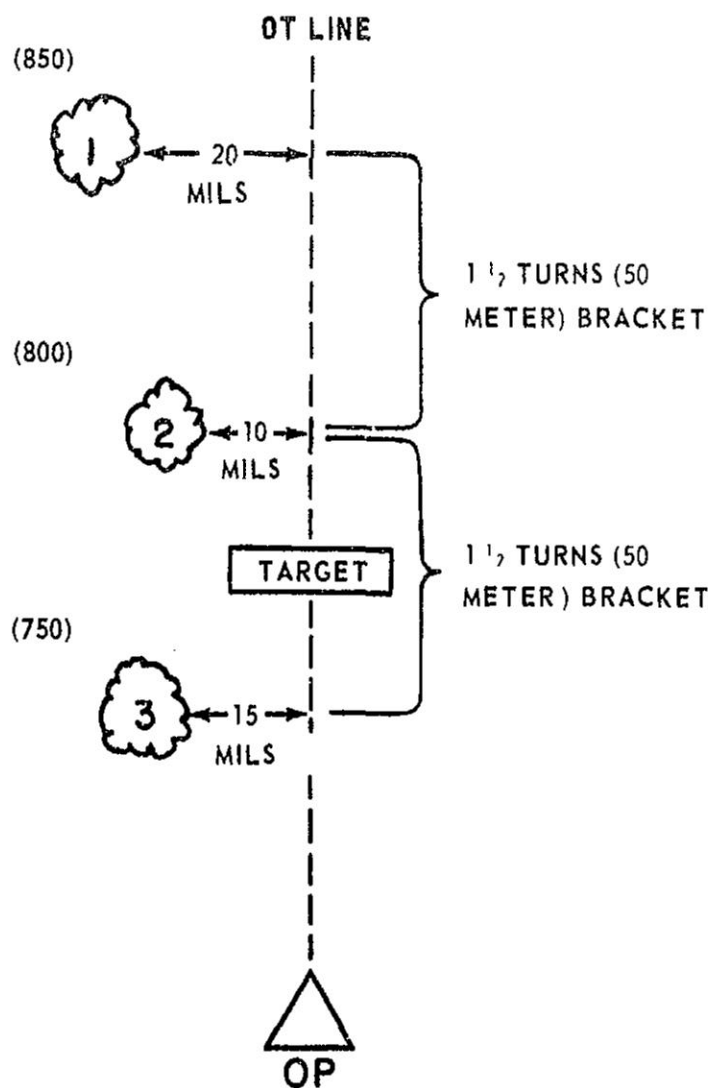 OT LINE
(850)
1
20
MILS
1 1/2 TURNS (50
METER) BRACKET
(800)
2
10
MILS
TARGET
1 1/2 TURNS (50
METER) BRACKET
(750)
3
15
MILS
OP